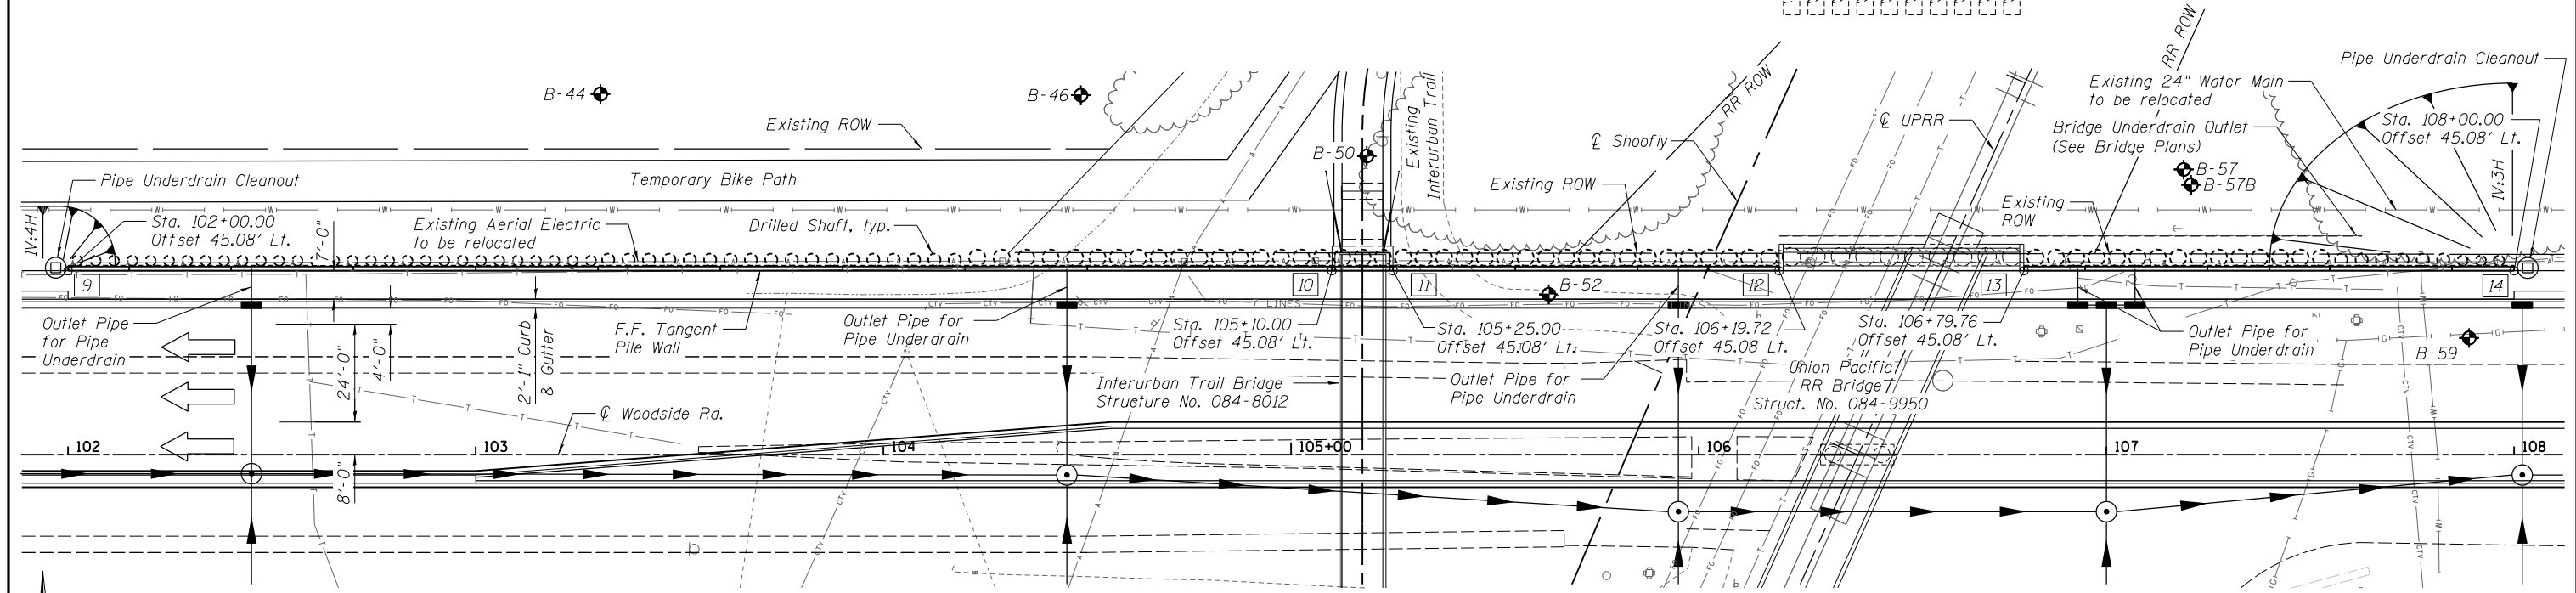 RR ROW
B-44
B-46
Existing ROW
B-50
Existing
Interurban Trail
RR ROW
℄ Shoofly
℄ UPRR
Existing 24" Water Main
to be relocated
Pipe Underdrain Cleanout
Bridge Underdrain Outlet
(See Bridge Plans)
Sta. 108+00.00
Offset 45.08' Lt.
B-57
B-57B
1V:3H
Pipe Underdrain Cleanout
Temporary Bike Path
Existing ROW
Existing
ROW
1V:4H
Sta. 102+00.00
Offset 45.08' Lt.
7'-0"
Existing Aerial Electric
to be relocated
Drilled Shaft, typ.
9
10
11
12
13
14
B-52
Outlet Pipe
for Pipe
Underdrain
24'-0"
4'-0"
2'-1" Curb
& Gutter
F.F. Tangent
Pile Wall
Outlet Pipe for
Pipe Underdrain
Sta. 105+10.00
Offset 45.08' Lt.
Sta. 105+25.00
Offset 45.08' Lt.
Sta. 106+19.72
Offset 45.08 Lt.
Sta. 106+79.76
Offset 45.08' Lt.
Outlet Pipe for
Pipe Underdrain
B-59
Interurban Trail Bridge
Structure No. 084-8012
Outlet Pipe for
Pipe Underdrain
Union Pacific
RR Bridge
Struct. No. 084-9950
℄ Woodside Rd.
102
103
104
105+00
106
107
108
8'-0"